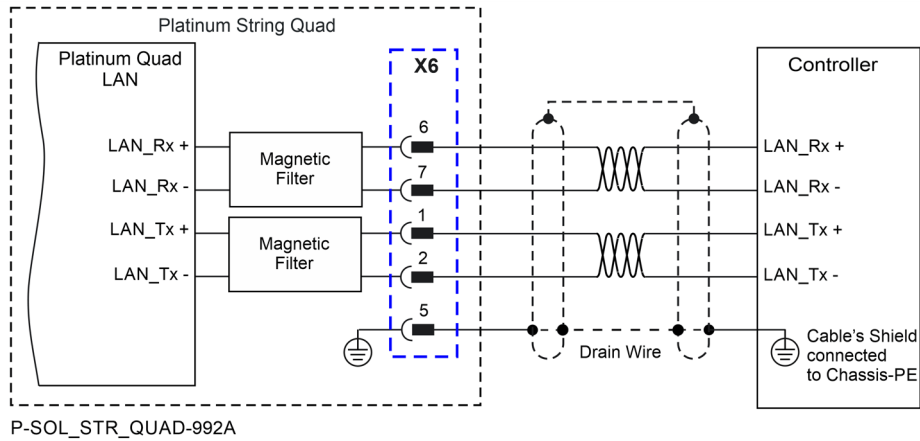 Platinum String Quad
Platinum Quad
LAN
X6
Controller
LAN_Rx +
Magnetic
Filter
6
LAN_Rx +
LAN_Rx -
7
LAN_Rx -
LAN_Tx +
Magnetic
Filter
1
LAN_Tx +
LAN_Tx -
2
LAN_Tx -
5
Drain Wire
Cable's Shield
connected
to Chassis-PE
P-SOL_STR_QUAD-992A